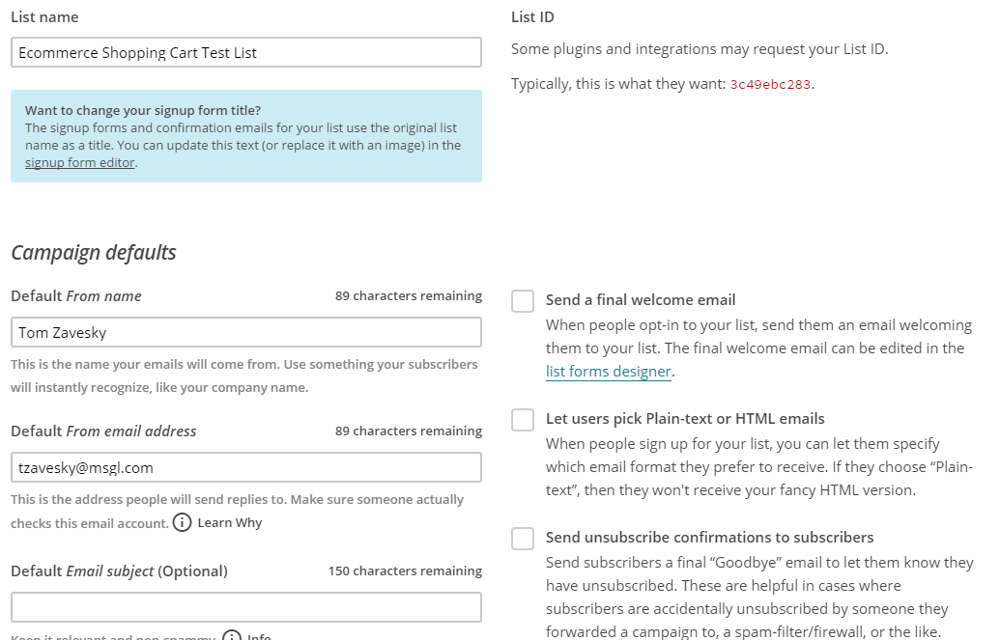 List name
Ecommerce Shopping Cart Test List
Want to change your signup form title?
The signup forms and confirmation emails for your list use the original list
name as a title. You can update this text (or replace it with an image) in the
signup form editor.
List ID
Some plugins and integrations may request your List ID.
Typically, this is what they want: 3c49ebc283.
Campaign defaults
Default From name 89 characters remaining
Tom Zavesky
This is the name your emails will come from. Use something your subscribers
will instantly recognize, like your company name.
Default From email address 89 characters remaining
tzavesky@msgl.com
This is the address people will send replies to. Make sure someone actually
checks this email account. Learn Why
Default Email subject (Optional) 150 characters remaining
Keep it relevant and non-spammy. Info
Send a final welcome email
When people opt-in to your list, send them an email welcoming
them to your list. The final welcome email can be edited in the
list forms designer.
Let users pick Plain-text or HTML emails
When people sign up for your list, you can let them specify
which email format they prefer to receive. If they choose “Plain-
text”, then they won't receive your fancy HTML version.
Send unsubscribe confirmations to subscribers
Send subscribers a final “Goodbye” email to let them know they
have unsubscribed. These are helpful in cases where
subscribers are accidentally unsubscribed by someone they
forwarded a campaign to, a spam-filter/firewall, or the like.